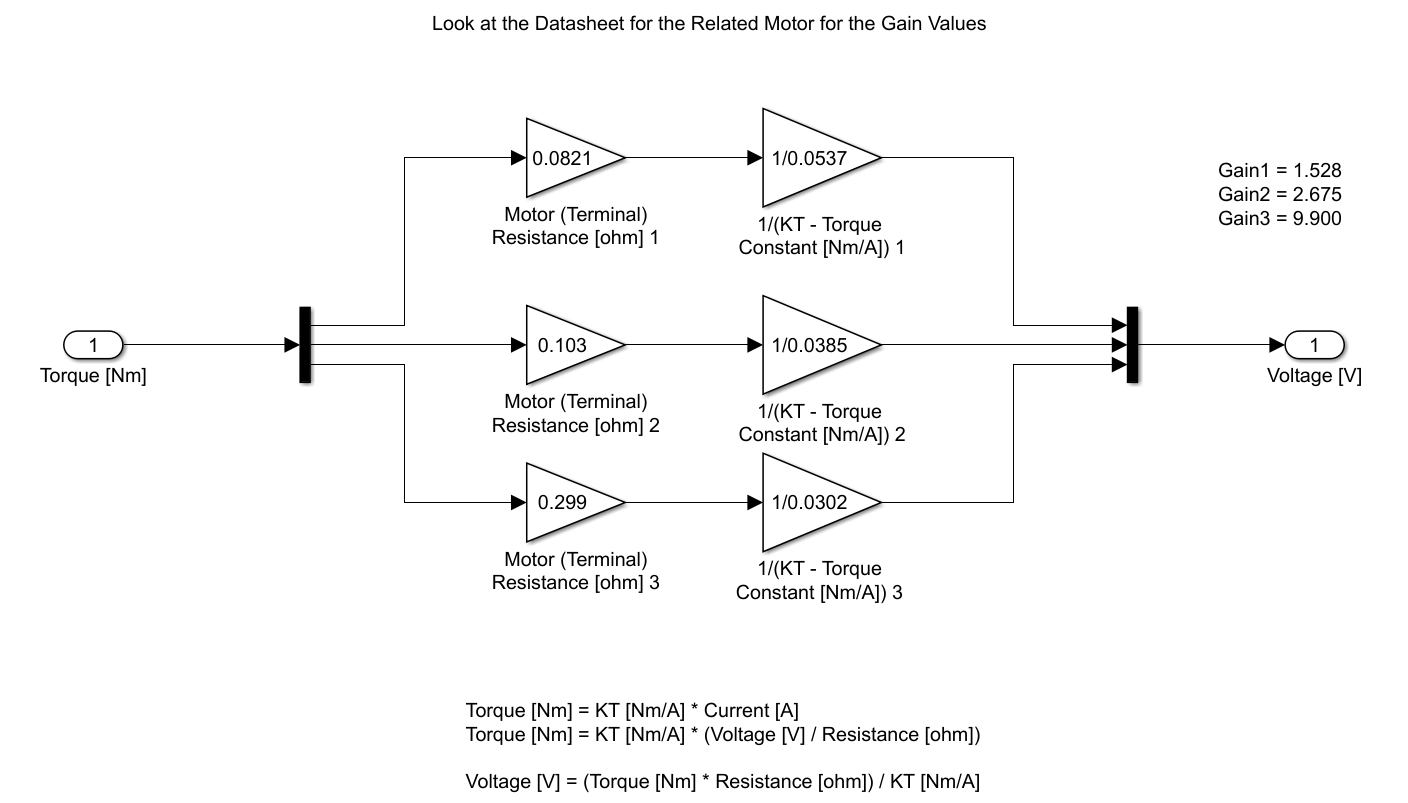 Look at the Datasheet for the Related Motor for the Gain Values
0.0821
1/0.0537
Motor (Terminal)
Resistance [ohm] 1
1/(KT - Torque
Constant [Nm/A]) 1
Gain1 = 1.528
Gain2 = 2.675
Gain3 = 9.900
1
Torque [Nm]
0.103
1/0.0385
Motor (Terminal)
Resistance [ohm] 2
1/(KT - Torque
Constant [Nm/A]) 2
1
Voltage [V]
0.299
1/0.0302
Motor (Terminal)
Resistance [ohm] 3
1/(KT - Torque
Constant [Nm/A]) 3
Torque [Nm] = KT [Nm/A] * Current [A]
Torque [Nm] = KT [Nm/A] * (Voltage [V] / Resistance [ohm])
Voltage [V] = (Torque [Nm] * Resistance [ohm]) / KT [Nm/A]